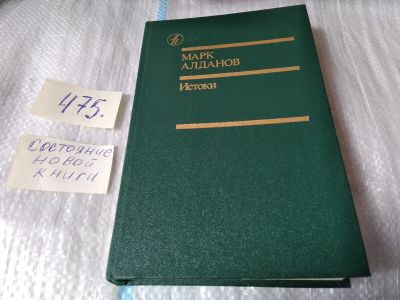 МАРК
АЛДАНОВ
Истоки
475.
СОСТОЯНИЕ
НОВОЙ
КНИГИ